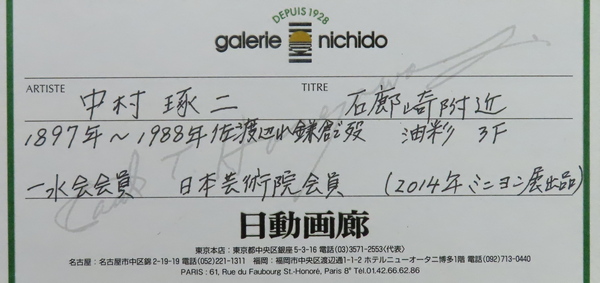 DEPUIS 1928
galerie nichido
ARTISTE 中村琢二 TITRE 石廊崎附近
1897年～1988年佐渡辺小鎌倉歿 油彩 3F
一水会会員 日本芸術院会員 (2014年ミニヨン展出品)
日動画廊
東京本店：東京都中央区銀座5-3-16 電話(03)3571-2553〈代表〉
名古屋：名古屋市中区錦2-19-19 電話(052)221-1311 福岡：福岡市中央区渡辺通1-1-2 ホテルニューオータニ博多1階 電話(092)713-0440
PARIS : 61, Rue du Faubourg St.-Honoré, Paris 8e Tél.01.42.66.62.86